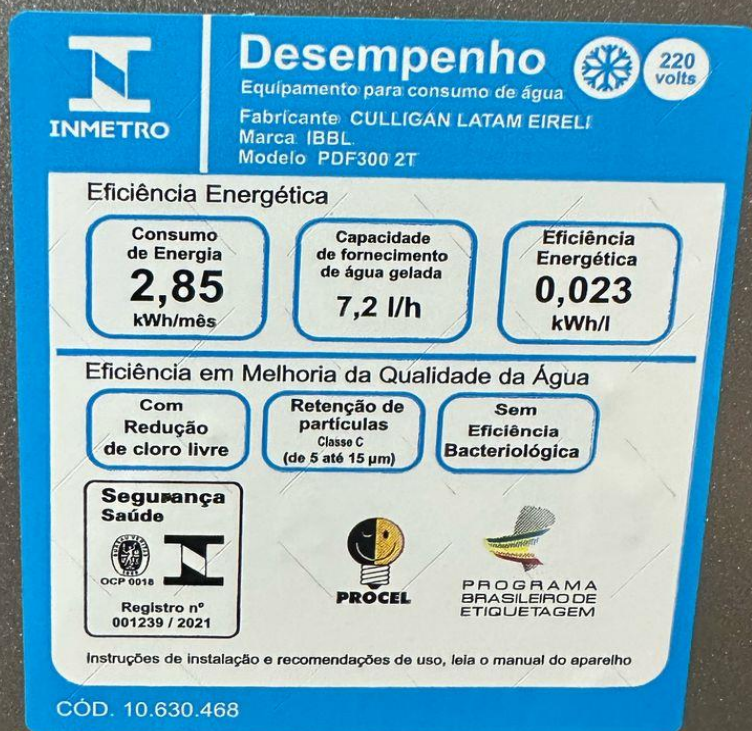 INMETRO
Desempenho
Equipamento para consumo de água
Fabricante CULLIGAN LATAM EIRELI
Marca IBBL
Modelo PDF300 2T
220
volts
Eficiência Energética
Consumo
de Energia
2,85
kWh/mês
Capacidade
de fornecimento
de água gelada
7,2 l/h
Eficiência
Energética
0,023
kWh/l
Eficiência em Melhoria da Qualidade da Água
Com
Redução
de cloro livre
Retenção de
partículas
Classe C
(de 5 até 15 µm)
Sem
Eficiência
Bacteriológica
Segurança
Saúde
OCP 0018
Registro nº
001239 / 2021
PROCEL
PROGRAMA
BRASILEIRO DE
ETIQUETAGEM
Instruções de instalação e recomendações de uso, leia o manual do aparelho
CÓD. 10.630.468